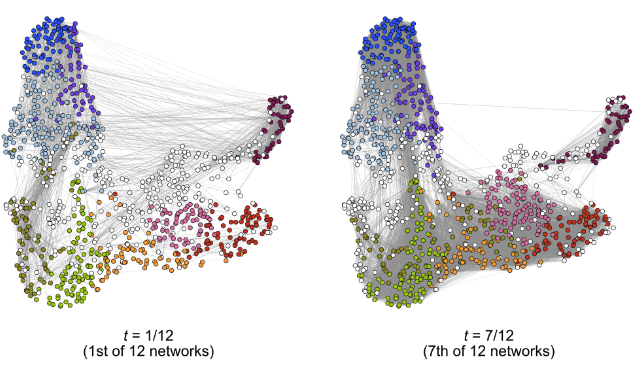 t = 1/12
(1st of 12 networks)
t = 7/12
(7th of 12 networks)